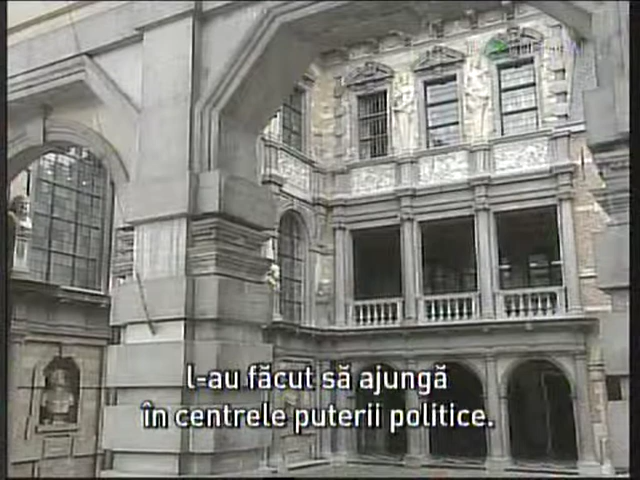 l-au făcut să ajungă
în centrele puterii politice.